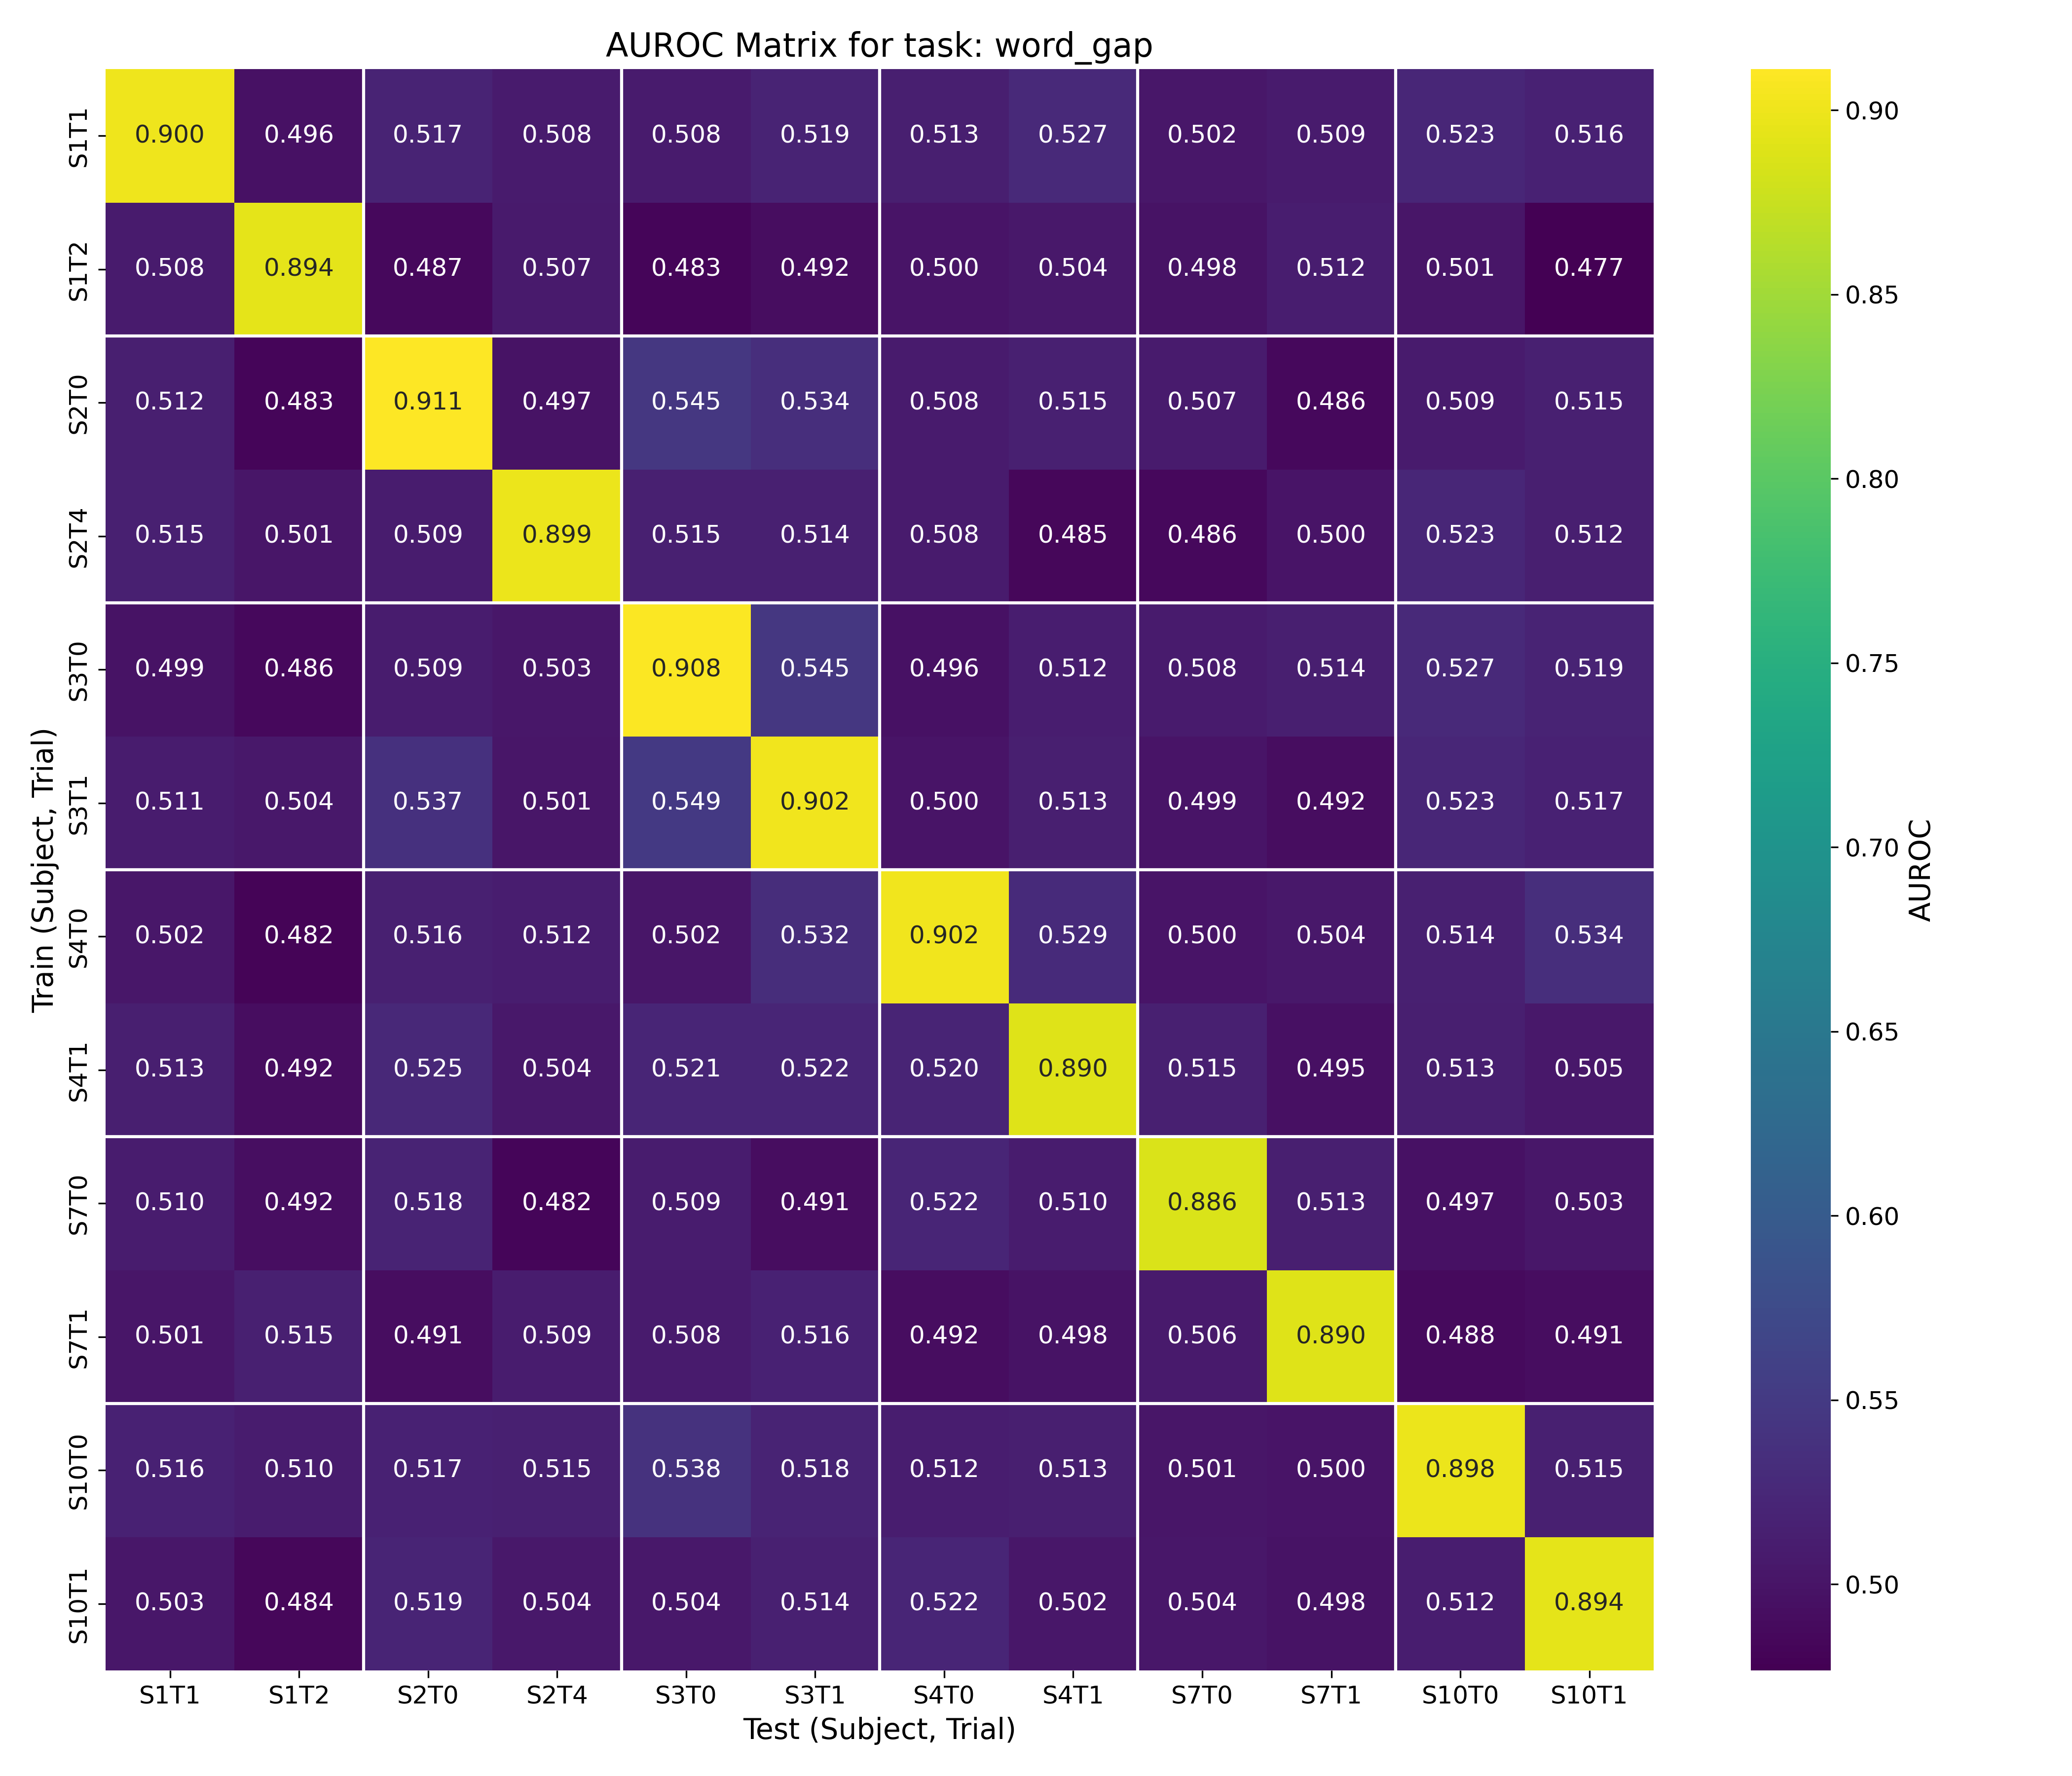 AUROC Matrix for task: word_gap
S1T1 0.900 0.496 0.517 0.508 0.508 0.519 0.513 0.527 0.502 0.509 0.523 0.516
S1T2 0.508 0.894 0.487 0.507 0.483 0.492 0.500 0.504 0.498 0.512 0.501 0.477
S2T0 0.512 0.483 0.911 0.497 0.545 0.534 0.508 0.515 0.507 0.486 0.509 0.515
S2T4 0.515 0.501 0.509 0.899 0.515 0.514 0.508 0.485 0.486 0.500 0.523 0.512
S3T0 0.499 0.486 0.509 0.503 0.908 0.545 0.496 0.512 0.508 0.514 0.527 0.519
S3T1 0.511 0.504 0.537 0.501 0.549 0.902 0.500 0.513 0.499 0.492 0.523 0.517
S4T0 0.502 0.482 0.516 0.512 0.502 0.532 0.902 0.529 0.500 0.504 0.514 0.534
S4T1 0.513 0.492 0.525 0.504 0.521 0.522 0.520 0.890 0.515 0.495 0.513 0.505
S7T0 0.510 0.492 0.518 0.482 0.509 0.491 0.522 0.510 0.886 0.513 0.497 0.503
S7T1 0.501 0.515 0.491 0.509 0.508 0.516 0.492 0.498 0.506 0.890 0.488 0.491
S10T0 0.516 0.510 0.517 0.515 0.538 0.518 0.512 0.513 0.501 0.500 0.898 0.515
S10T1 0.503 0.484 0.519 0.504 0.504 0.514 0.522 0.502 0.504 0.498 0.512 0.894
S1T1 S1T2 S2T0 S2T4 S3T0 S3T1 S4T0 S4T1 S7T0 S7T1 S10T0 S10T1
Test (Subject, Trial)
Train (Subject, Trial)
0.90
0.85
0.80
0.75
0.70
0.65
0.60
0.55
0.50
AUROC